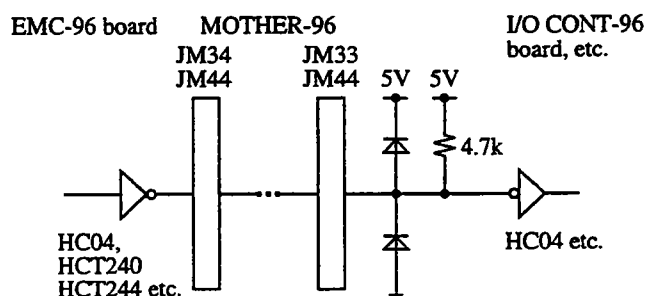 EMC-96 board
MOTHER-96
I/O CONT-96
board, etc.
JM34
JM44
JM33
JM44
5V
5V
4.7k
HC04,
HCT240
HCT244 etc.
HC04 etc.